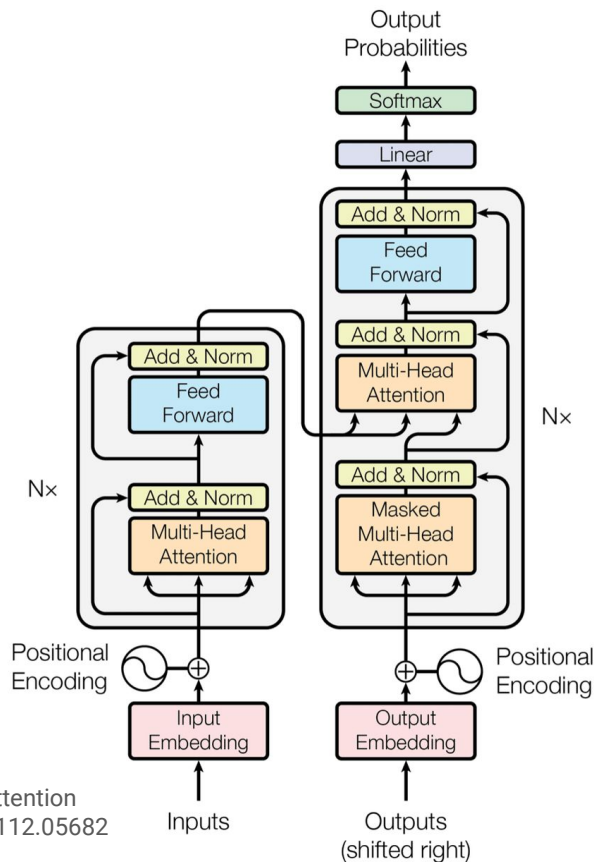 Output
Probabilities
Softmax
Linear
Add & Norm
Feed
Forward
Add & Norm
Multi-Head
Attention
Add & Norm
Masked
Multi-Head
Attention
Nx
Add & Norm
Feed
Forward
Add & Norm
Multi-Head
Attention
Nx
Positional
Encoding
Positional
Encoding
Input
Embedding
Output
Embedding
Inputs
Outputs
(shifted right)
112.05682